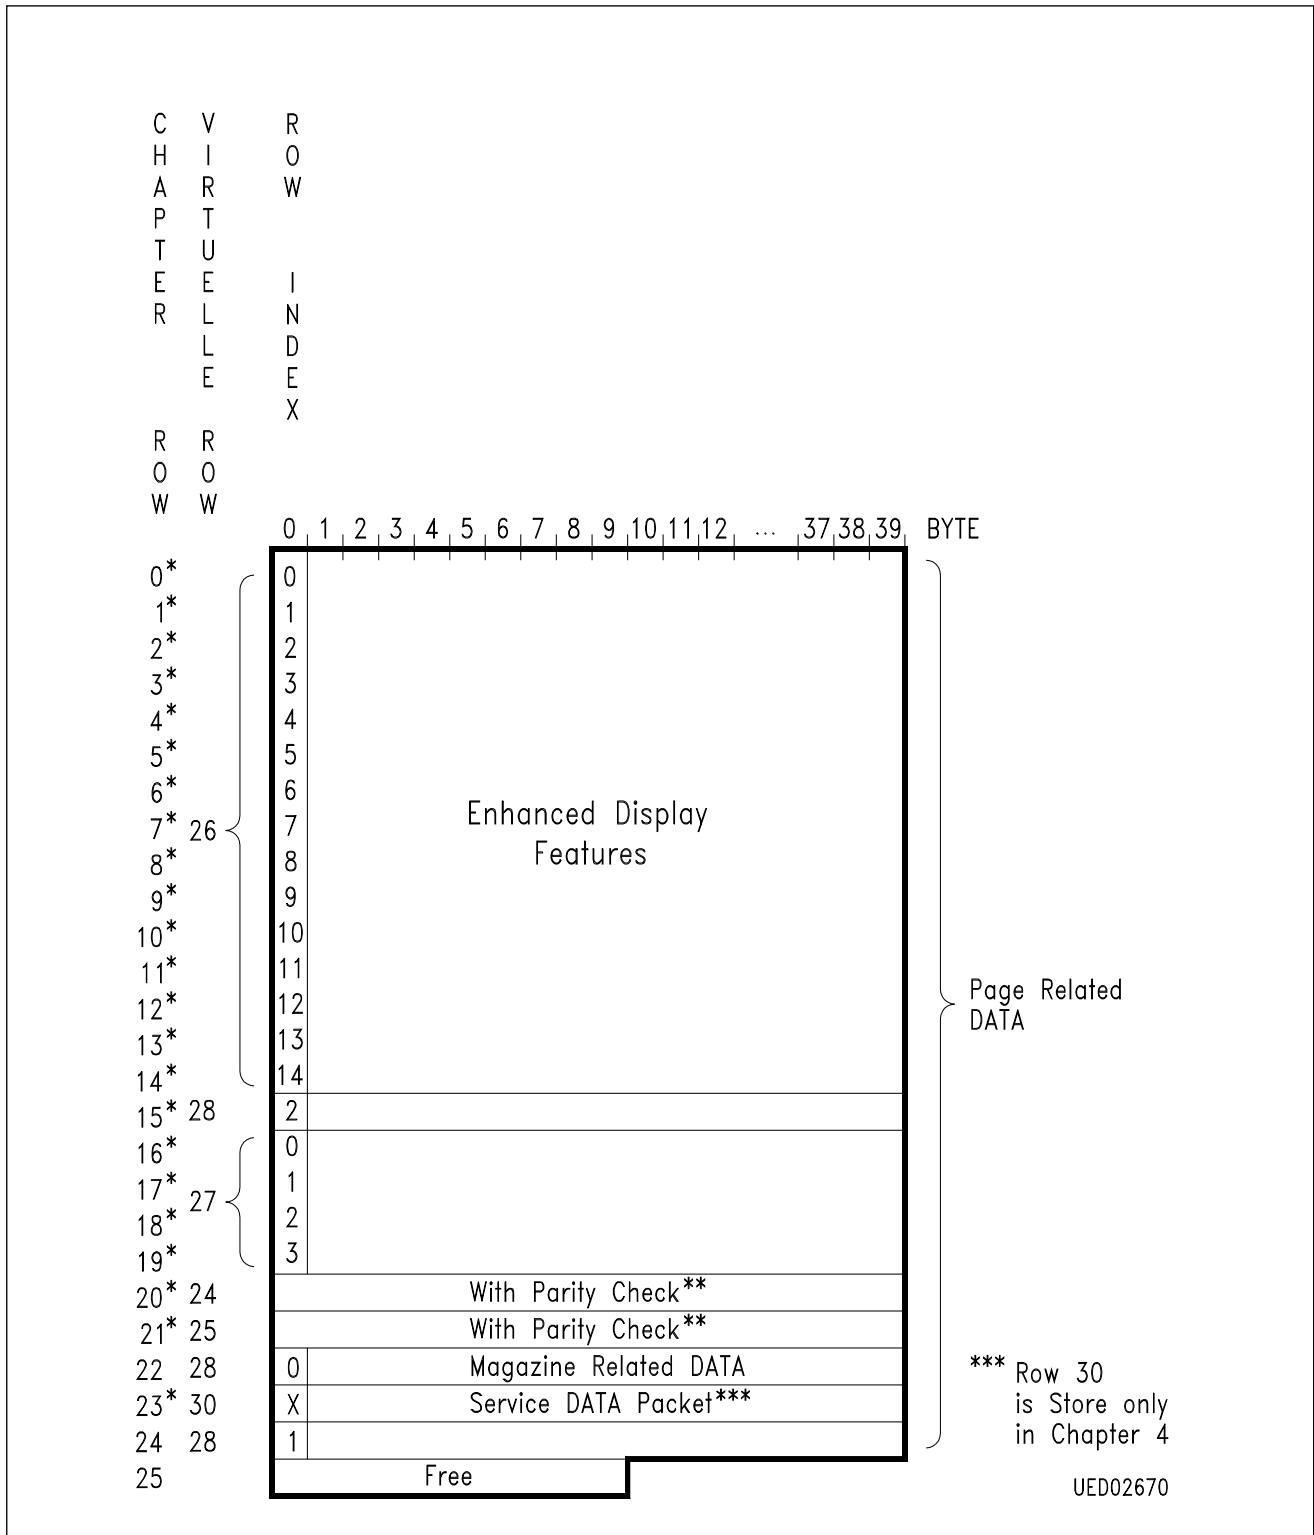 CHAPTER ROW
VIRTUELLE ROW
ROW INDEX
0 1 2 3 4 5 6 7 8 9 10 11 12 ... 37 38 39 BYTE
0* 0
1* 1
2* 2
3* 3
4* 4
5* 5
6* 6
Enhanced Display
7* 26 7
Features
8* 8
9* 9
10* 10
11* 11
Page Related
12* 12
DATA
13* 13
14* 14
15* 28 2
16* 0
17* 1
27
18* 2
19* 3
20* 24 With Parity Check**
21* 25 With Parity Check**
22 28 0 Magazine Related DATA
*** Row 30
23* 30 X Service DATA Packet***
is Store only
24 28 1
in Chapter 4
25 Free
UED02670